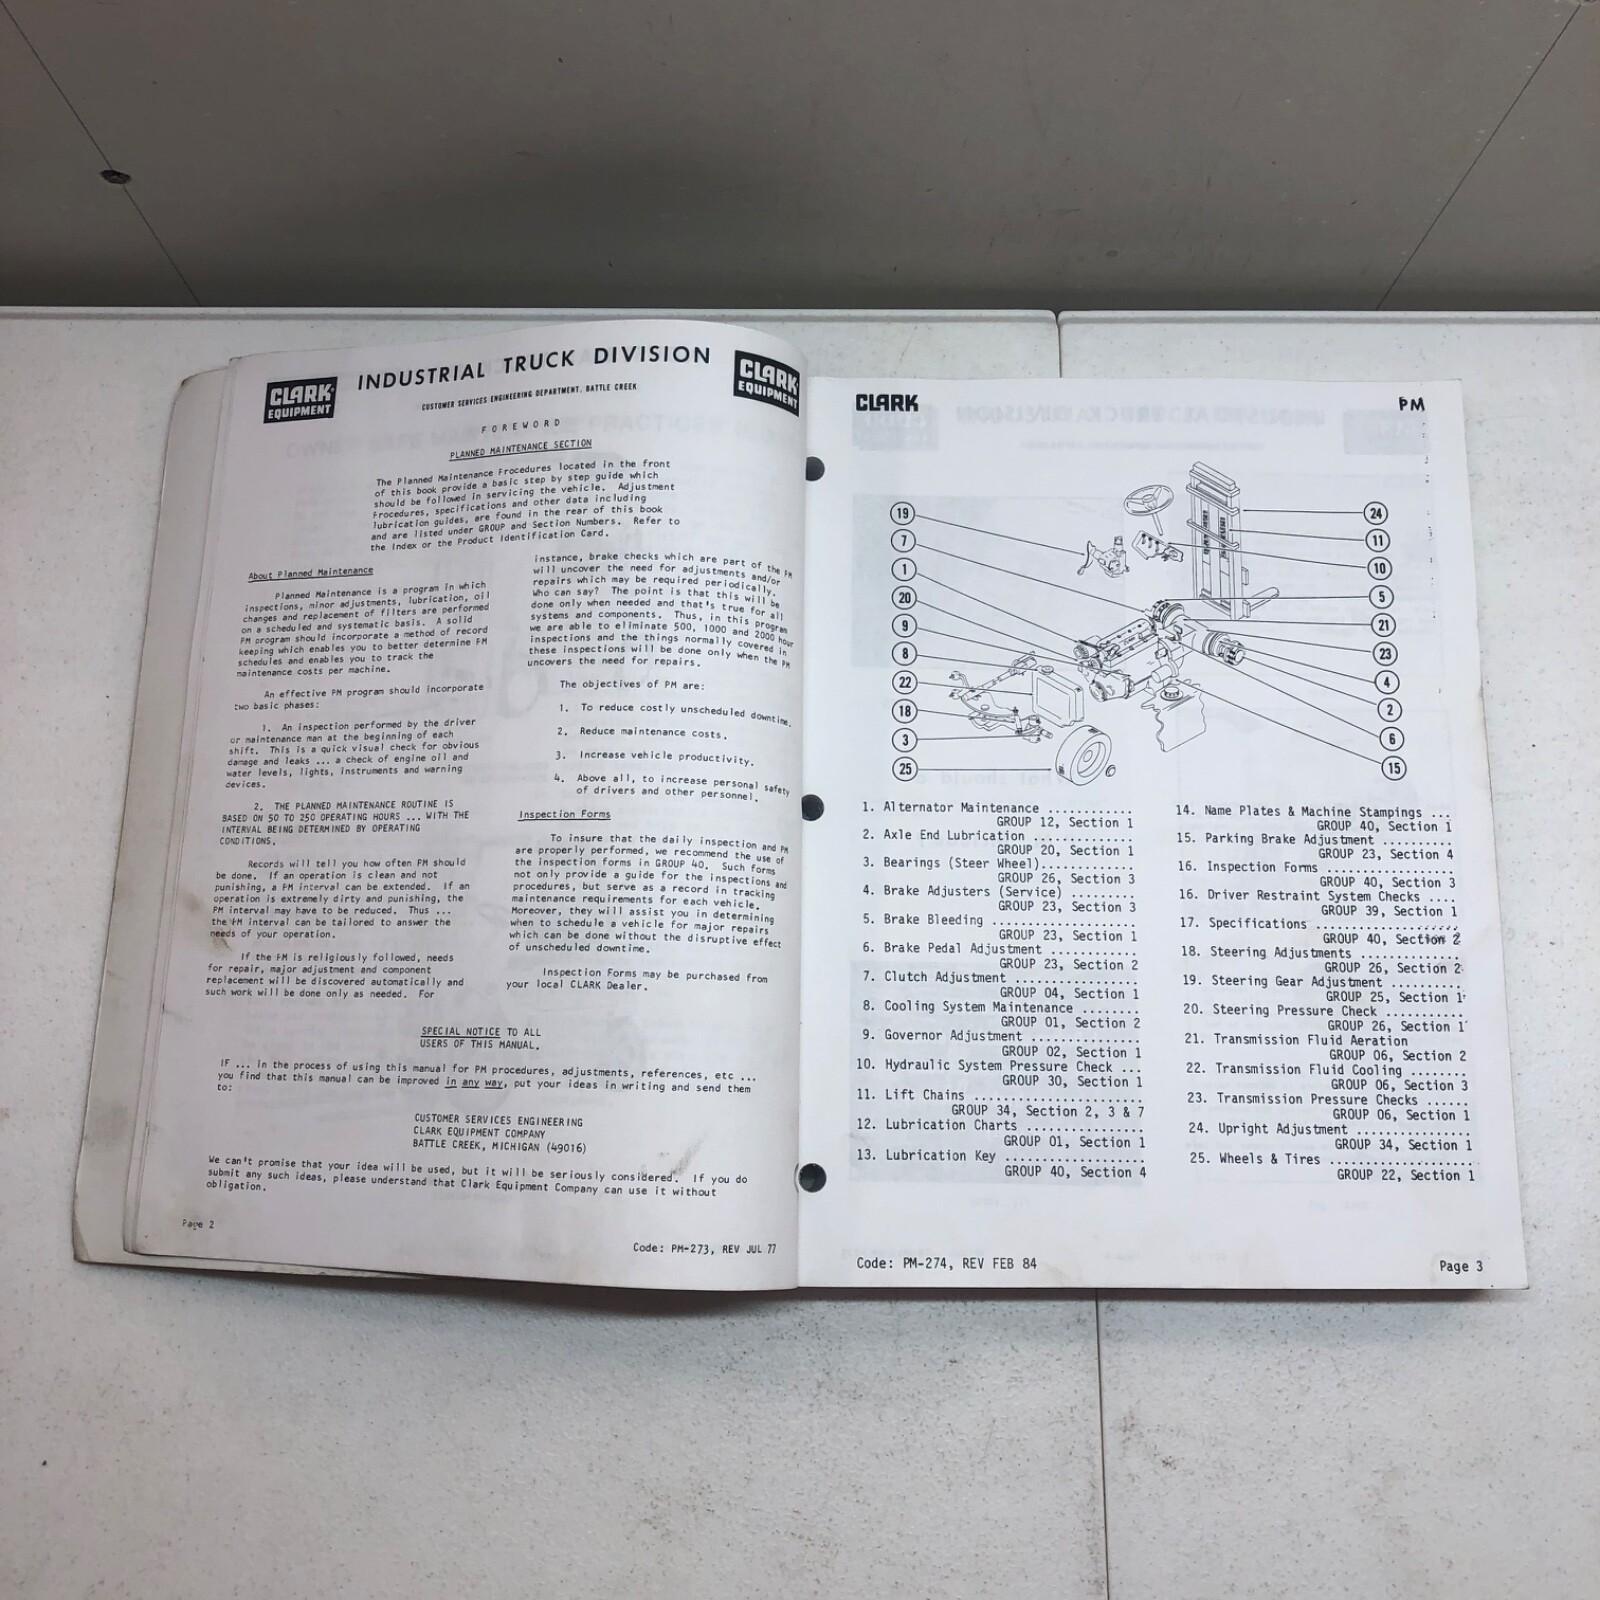 CLARK
EQUIPMENT
INDUSTRIAL TRUCK DIVISION
CUSTOMER SERVICES ENGINEERING DEPARTMENT, BATTLE CREEK
CLARK
EQUIPMENT
FOREWORD
PLANNED MAINTENANCE SECTION
The Planned Maintenance Procedures located in the front
of this book provide a basic step by step guide which
should be followed in servicing the vehicle. Adjustment
Procedures, specifications and other data including
lubrication guides, are found in the rear of this book
and are listed under GROUP and Section Numbers. Refer to
the Index or the Product Identification Card.
About Planned Maintenance
Planned Maintenance is a program in which
inspections, minor adjustments, lubrication, oil
changes and replacement of filters are performed
on a scheduled and systematic basis. A solid
PM program should incorporate a method of record
keeping which enables you to better determine PM
schedules and enables you to track the
maintenance costs per machine.
An effective PM program should incorporate
two basic phases:
1. An inspection performed by the driver
or maintenance man at the beginning of each
shift. This is a quick visual check for obvious
damage and leaks ... a check of engine oil and
water levels, lights, instruments and warning
devices.
2. THE PLANNED MAINTENANCE ROUTINE IS
BASED ON 50 TO 250 OPERATING HOURS ... WITH THE
INTERVAL BEING DETERMINED BY OPERATING
CONDITIONS.
Records will tell you how often PM should
be done. If an operation is clean and not
punishing, a PM interval can be extended. If an
operation is extremely dirty and punishing, the
PM interval may have to be reduced. Thus ...
the PM interval can be tailored to answer the
needs of your operation.
If the PM is religiously followed, needs
for repair, major adjustment and component
replacement will be discovered automatically and
such work will be done only as needed. For
instance, brake checks which are part of the PM
will uncover the need for adjustments and/or
repairs which may be required periodically.
Who can say? The point is that this will be
done only when needed and that's true for all
systems and components. Thus, in this program
we are able to eliminate 500, 1000 and 2000 hour
inspections and the things normally covered in
these inspections will be done only when the PM
uncovers the need for repairs.
The objectives of PM are:
1. To reduce costly unscheduled downtime.
2. Reduce maintenance costs.
3. Increase vehicle productivity.
4. Above all, to increase personal safety
of drivers and other personnel.
Inspection Forms
To insure that the daily inspection and PM
are properly performed, we recommend the use of
the inspection forms in GROUP 40. Such forms
not only provide a guide for the inspections and
procedures, but serve as a record in tracking
maintenance requirements for each vehicle.
Moreover, they will assist you in determining
when to schedule a vehicle for major repairs
which can be done without the disruptive effect
of unscheduled downtime.
Inspection Forms may be purchased from
your local CLARK Dealer.
SPECIAL NOTICE TO ALL
USERS OF THIS MANUAL.
IF ... in the process of using this manual for PM procedures, adjustments, references, etc ...
you find that this manual can be improved in any way, put your ideas in writing and send them
to:
CUSTOMER SERVICES ENGINEERING
CLARK EQUIPMENT COMPANY
BATTLE CREEK, MICHIGAN (49016)
We can't promise that your idea will be used, but it will be seriously considered. If you do
submit any such ideas, please understand that Clark Equipment Company can use it without
obligation.
Page 2
Code: PM-273, REV JUL 77
CLARK
PM
19
7
1
20
9
8
22
18
3
25
24
11
10
5
21
23
4
2
6
15
1. Alternator Maintenance ............
GROUP 12, Section 1
2. Axle End Lubrication ..............
GROUP 20, Section 1
3. Bearings (Steer Wheel).............
GROUP 26, Section 3
4. Brake Adjusters (Service) .........
GROUP 23, Section 3
5. Brake Bleeding ....................
GROUP 23, Section 1
6. Brake Pedal Adjustment ............
GROUP 23, Section 2
7. Clutch Adjustment .................
GROUP 04, Section 1
8. Cooling System Maintenance ........
GROUP 01, Section 2
9. Governor Adjustment ...............
GROUP 02, Section 1
10. Hydraulic System Pressure Check ...
GROUP 30, Section 1
11. Lift Chains .......................
GROUP 34, Section 2, 3 & 7
12. Lubrication Charts ................
GROUP 01, Section 1
13. Lubrication Key ...................
GROUP 40, Section 4
14. Name Plates & Machine Stampings ...
GROUP 40, Section 1
15. Parking Brake Adjustment ..........
GROUP 23, Section 4
16. Inspection Forms ..................
GROUP 40, Section 3
16. Driver Restraint System Checks ....
GROUP 39, Section 1
17. Specifications ....................
GROUP 40, Section 2
18. Steering Adjustments ..............
GROUP 26, Section 2
19. Steering Gear Adjustment ..........
GROUP 25, Section 1
20. Steering Pressure Check ...........
GROUP 26, Section 1
21. Transmission Fluid Aeration
GROUP 06, Section 2
22. Transmission Fluid Cooling ........
GROUP 06, Section 3
23. Transmission Pressure Checks ......
GROUP 06, Section 1
24. Upright Adjustment ................
GROUP 34, Section 1
25. Wheels & Tires ....................
GROUP 22, Section 1
Code: PM-274, REV FEB 84
Page 3